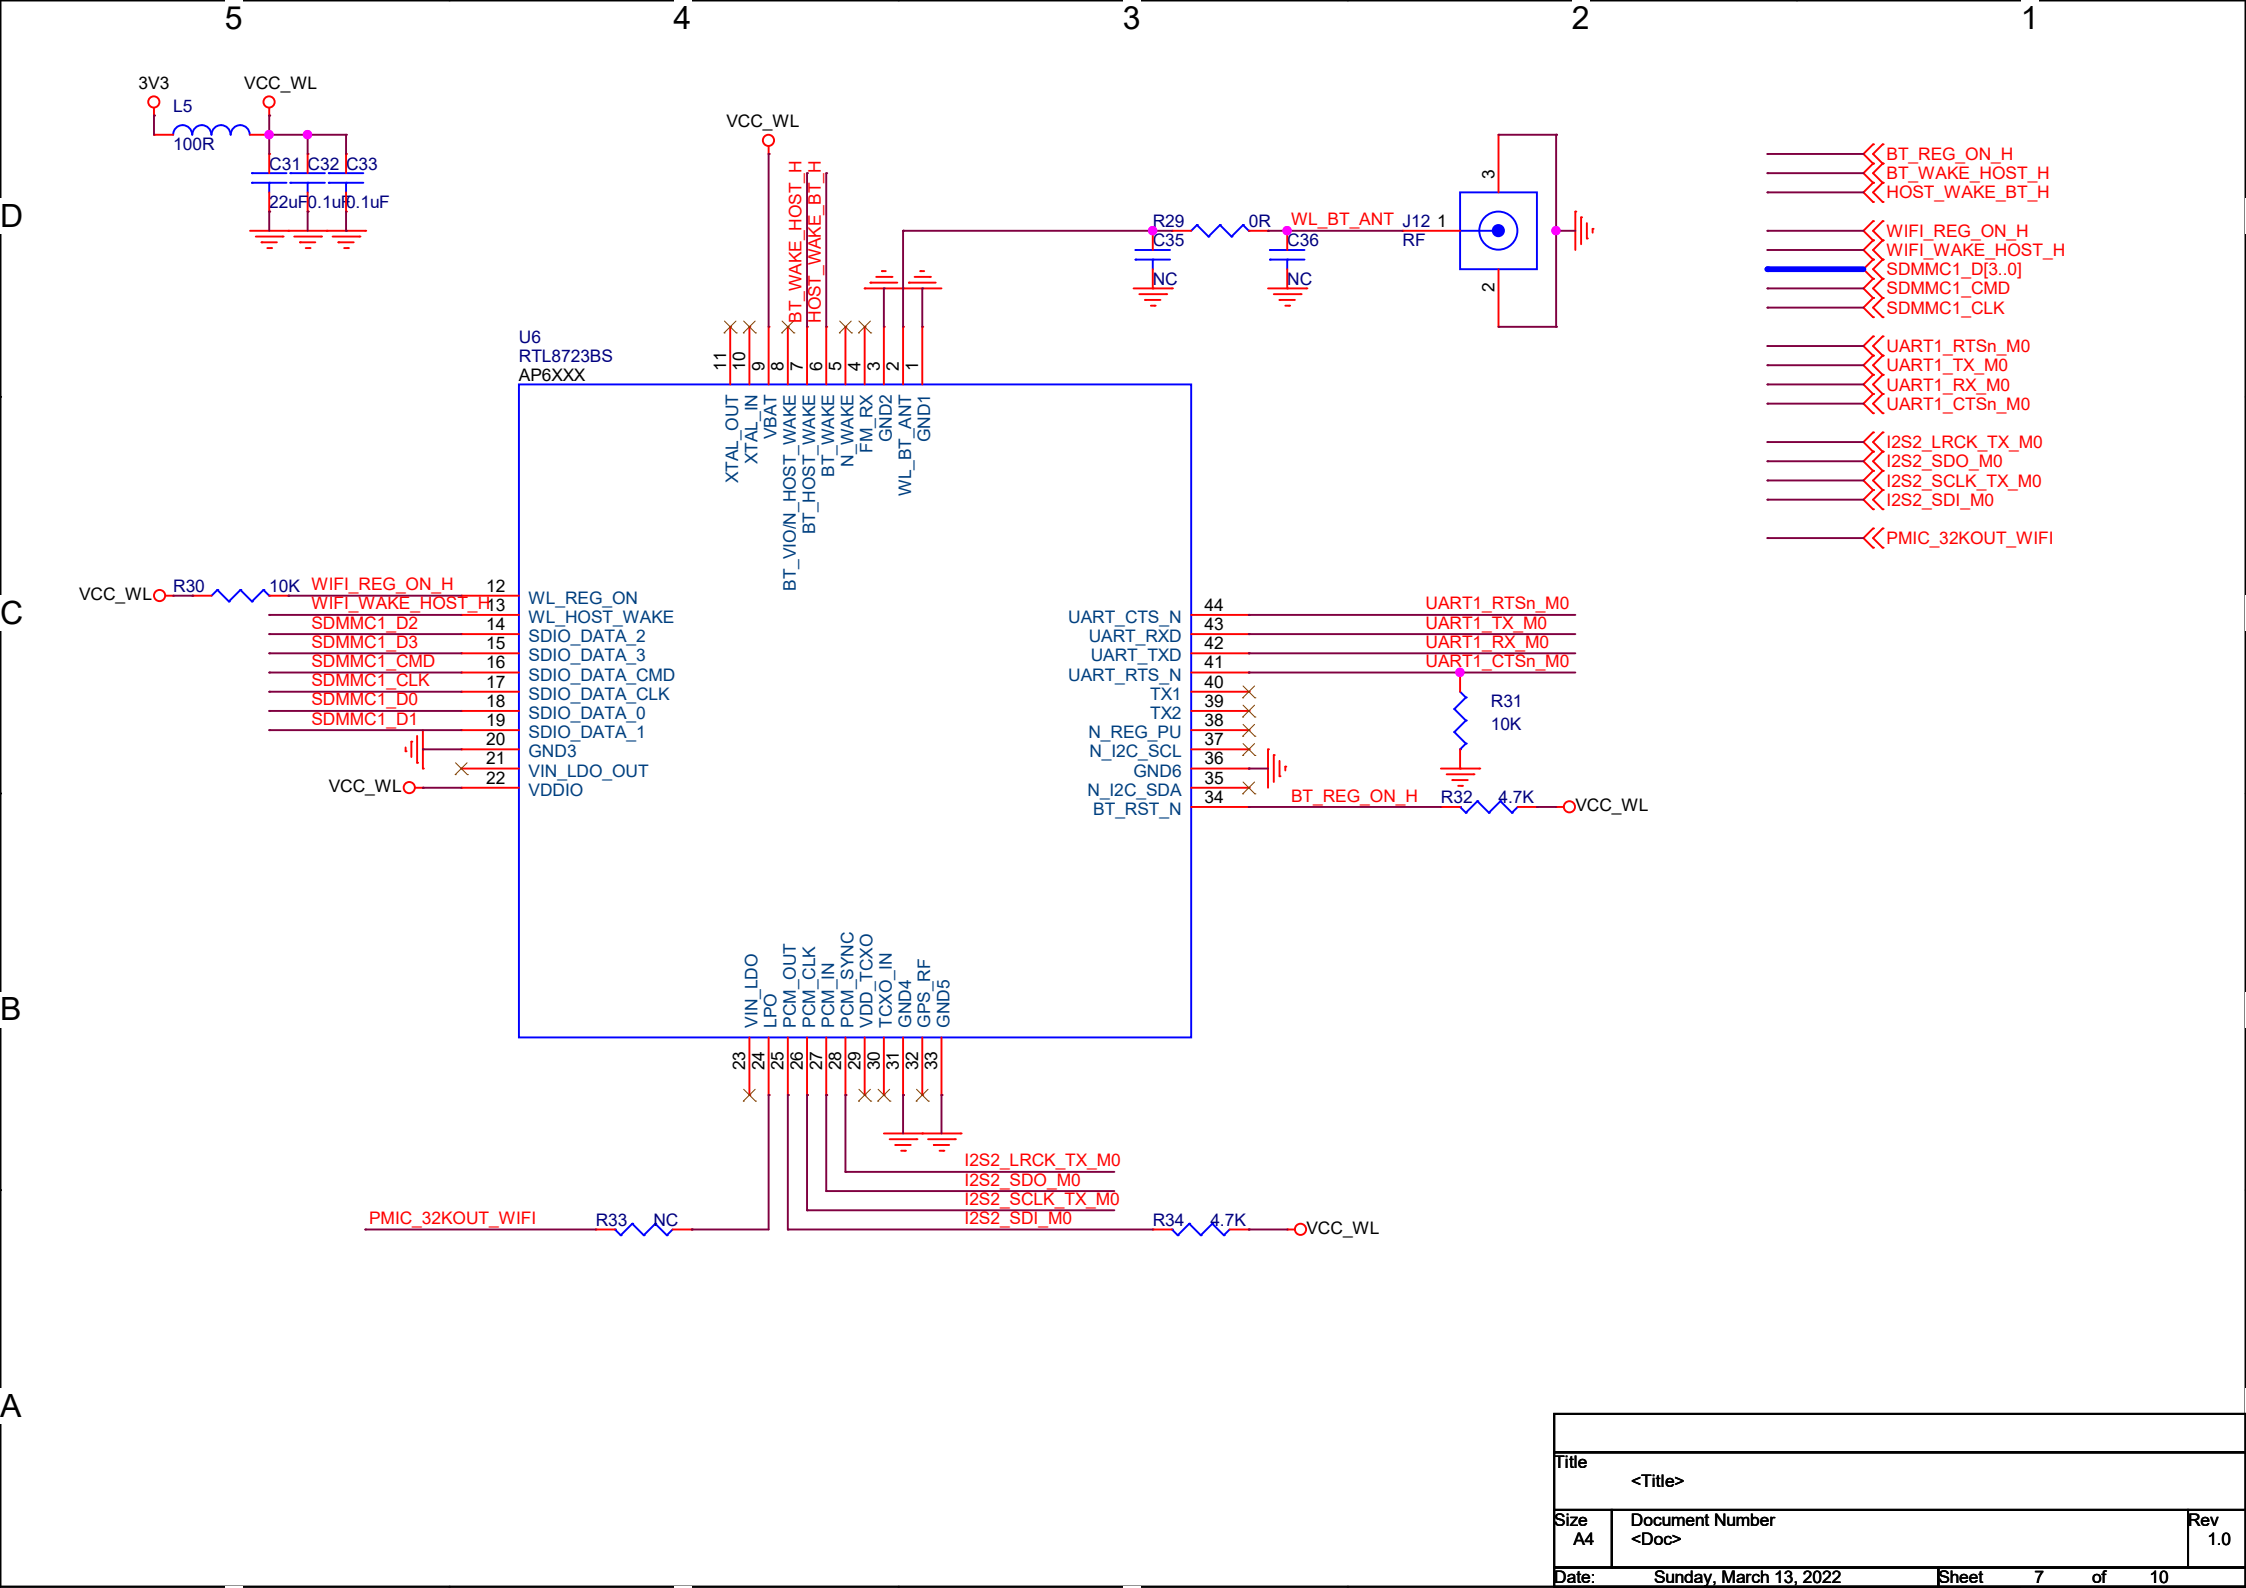 5 4 3 2 1
D
C
B
A
3V3
VCC_WL
L5
100R
C31 C32 C33
22uF 0.1uF 0.1uF
VCC_WL
BT_WAKE_HOST_H
HOST_WAKE_BT_H
R29 0R
C35
NC
C36
NC
WL_BT_ANT
J12
RF
1
3
2
BT_REG_ON_H
BT_WAKE_HOST_H
HOST_WAKE_BT_H
WIFI_REG_ON_H
WIFI_WAKE_HOST_H
SDMMC1_D[3..0]
SDMMC1_CMD
SDMMC1_CLK
UART1_RTSn_M0
UART1_TX_M0
UART1_RX_M0
UART1_CTSn_M0
I2S2_LRCK_TX_M0
I2S2_SDO_M0
I2S2_SCLK_TX_M0
I2S2_SDI_M0
PMIC_32KOUT_WIFI
U6
RTL8723BS
AP6XXX
11 10 9 8 7 6 5 4 3 2 1
XTAL_OUT
XTAL_IN
VBAT
BT_VIO/N_HOST_WAKE
BT_HOST_WAKE
BT_WAKE
N_WAKE
FM_RX
GND2
WL_BT_ANT
GND1
VCC_WL R30 10K WIFI_REG_ON_H 12 WL_REG_ON
WIFI_WAKE_HOST_H 13 WL_HOST_WAKE
SDMMC1_D2 14 SDIO_DATA_2
SDMMC1_D3 15 SDIO_DATA_3
SDMMC1_CMD 16 SDIO_DATA_CMD
SDMMC1_CLK 17 SDIO_DATA_CLK
SDMMC1_D0 18 SDIO_DATA_0
SDMMC1_D1 19 SDIO_DATA_1
20 GND3
21 VIN_LDO_OUT
VCC_WL 22 VDDIO
UART_CTS_N 44 UART1_RTSn_M0
UART_RXD 43 UART1_TX_M0
UART_TXD 42 UART1_RX_M0
UART_RTS_N 41 UART1_CTSn_M0
TX1 40
TX2 39
N_REG_PU 38
N_I2C_SCL 37
GND6 36
N_I2C_SDA 35
BT_RST_N 34 BT_REG_ON_H R32 4.7K VCC_WL
R31
10K
VIN_LDO
LPO
PCM_OUT
PCM_CLK
PCM_IN
PCM_SYNC
VDD_TCXO
TCXO_IN
GND4
GPS_RF
GND5
23 24 25 26 27 28 29 30 31 32 33
I2S2_LRCK_TX_M0
I2S2_SDO_M0
I2S2_SCLK_TX_M0
I2S2_SDI_M0
R34 4.7K VCC_WL
PMIC_32KOUT_WIFI R33 NC
Title
<Title>
Size
A4
Document Number
<Doc>
Rev
1.0
Date: Sunday, March 13, 2022 Sheet 7 of 10